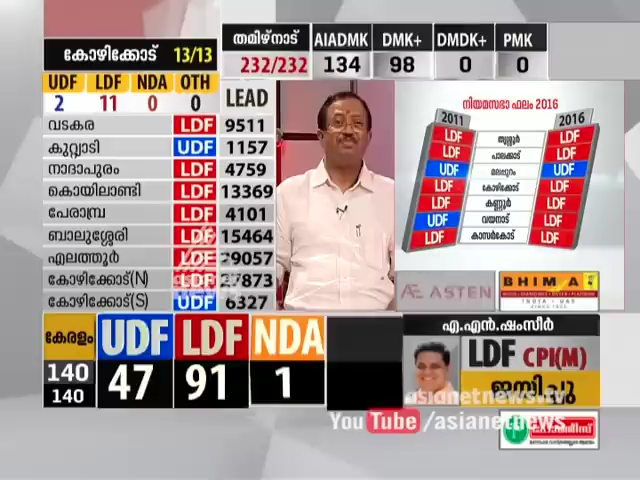 കോഴിക്കോട് 13/13
UDF LDF NDA OTH
2 11 0 0
LEAD
വടകര LDF 9511
കുറ്റ്യാടി UDF 1157
നാദാപുരം LDF 4759
കൊയിലാണ്ടി LDF 13369
പേരാമ്പ്ര LDF 4101
ബാലുശ്ശേരി LDF 15464
എലത്തൂർ LDF 29057
കോഴിക്കോട്(N) LDF 27873
കോഴിക്കോട്(S) UDF 6327
തമിഴ്നാട് AIADMK DMK+ DMDK+ PMK
232/232 134 98 0 0
നിയമസഭാ ഫലം 2016
2011 2016
LDF തൃശ്ശൂർ LDF
LDF പാലക്കാട് LDF
UDF മലപ്പുറം UDF
LDF കോഴിക്കോട് LDF
LDF കണ്ണൂർ LDF
UDF വയനാട് LDF
LDF കാസർകോട് LDF
ASTEN
BHIMA
INDIA UAE
SINCE 1925
കേരളം UDF LDF NDA
140 47 91 1
140
എ.എൻ.ഷംസീർ
LDF CPI(M)
ജയിച്ചു
asianetnews.tv
YouTube /asianetnews